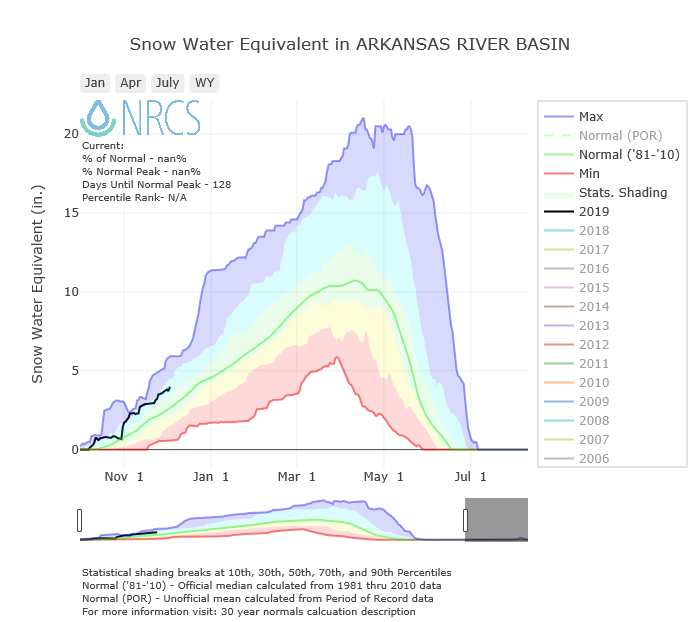 Snow Water Equivalent in ARKANSAS RIVER BASIN
Jan Apr July WY
NRCS
Current:
% of Normal - nan%
% Normal Peak - nan%
Days Until Normal Peak - 128
Percentile Rank- N/A
Snow Water Equivalent (in.)
20
15
10
5
0
Nov 1 Jan 1 Mar 1 May 1 Jul 1
Max
Normal (POR)
Normal ('81-'10)
Min
Stats. Shading
2019
2018
2017
2016
2015
2014
2013
2012
2011
2010
2009
2008
2007
2006
Statistical shading breaks at 10th, 30th, 50th, 70th, and 90th Percentiles
Normal ('81-'10) - Official median calculated from 1981 thru 2010 data
Normal (POR) - Unofficial mean calculated from Period of Record data
For more information visit: 30 year normals calcuation description